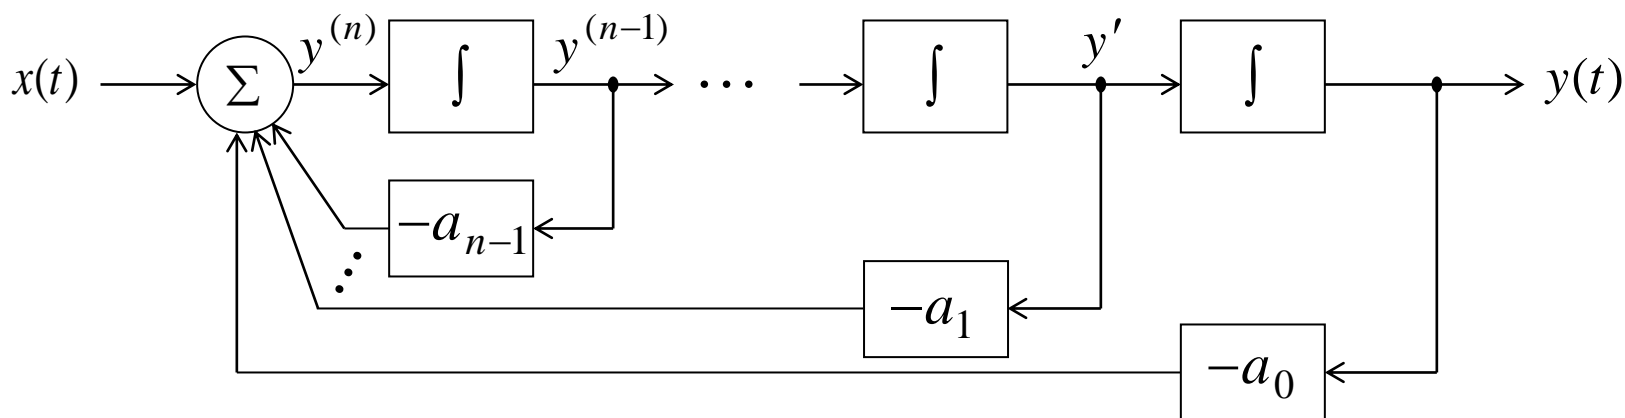 x(t) Σ y^{(n)} ∫ y^{(n−1)} ⋯ ∫ y′ ∫ y(t)
−a_{n−1}
−a_1
−a_0